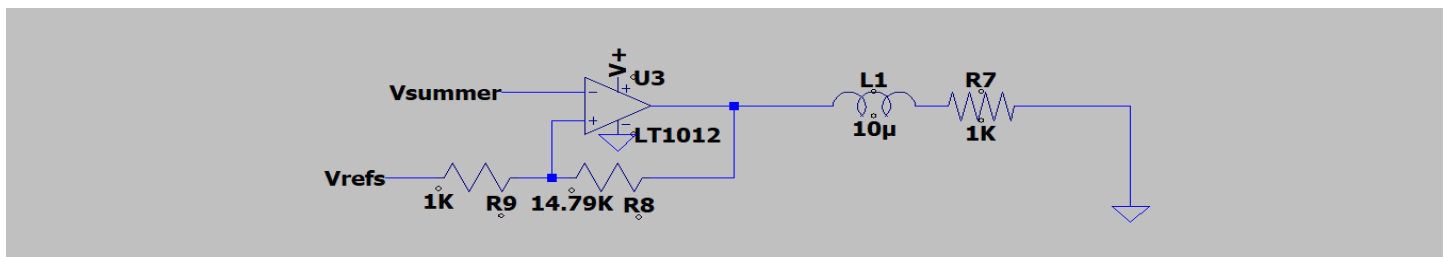 V+
U3
Vsummer
−
+
+
−
LT1012
L1
10µ
R7
1K
Vrefs
1K
R9
14.79K
R8